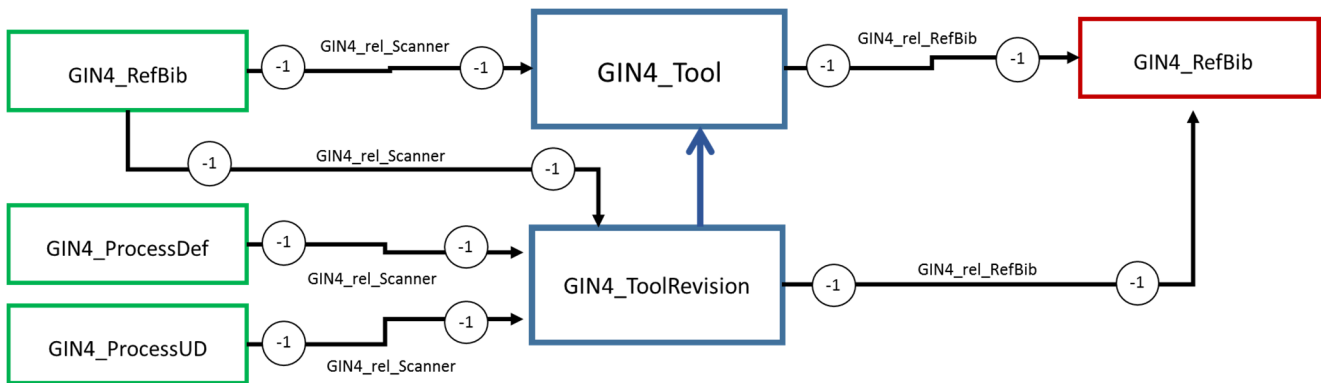 GIN4_RefBib
-1
GIN4_rel_Scanner
-1
GIN4_Tool
-1
GIN4_rel_RefBib
-1
GIN4_RefBib
-1
GIN4_rel_Scanner
-1
GIN4_ProcessDef
-1
GIN4_rel_Scanner
-1
GIN4_ToolRevision
-1
GIN4_rel_RefBib
-1
GIN4_ProcessUD
-1
GIN4_rel_Scanner
-1